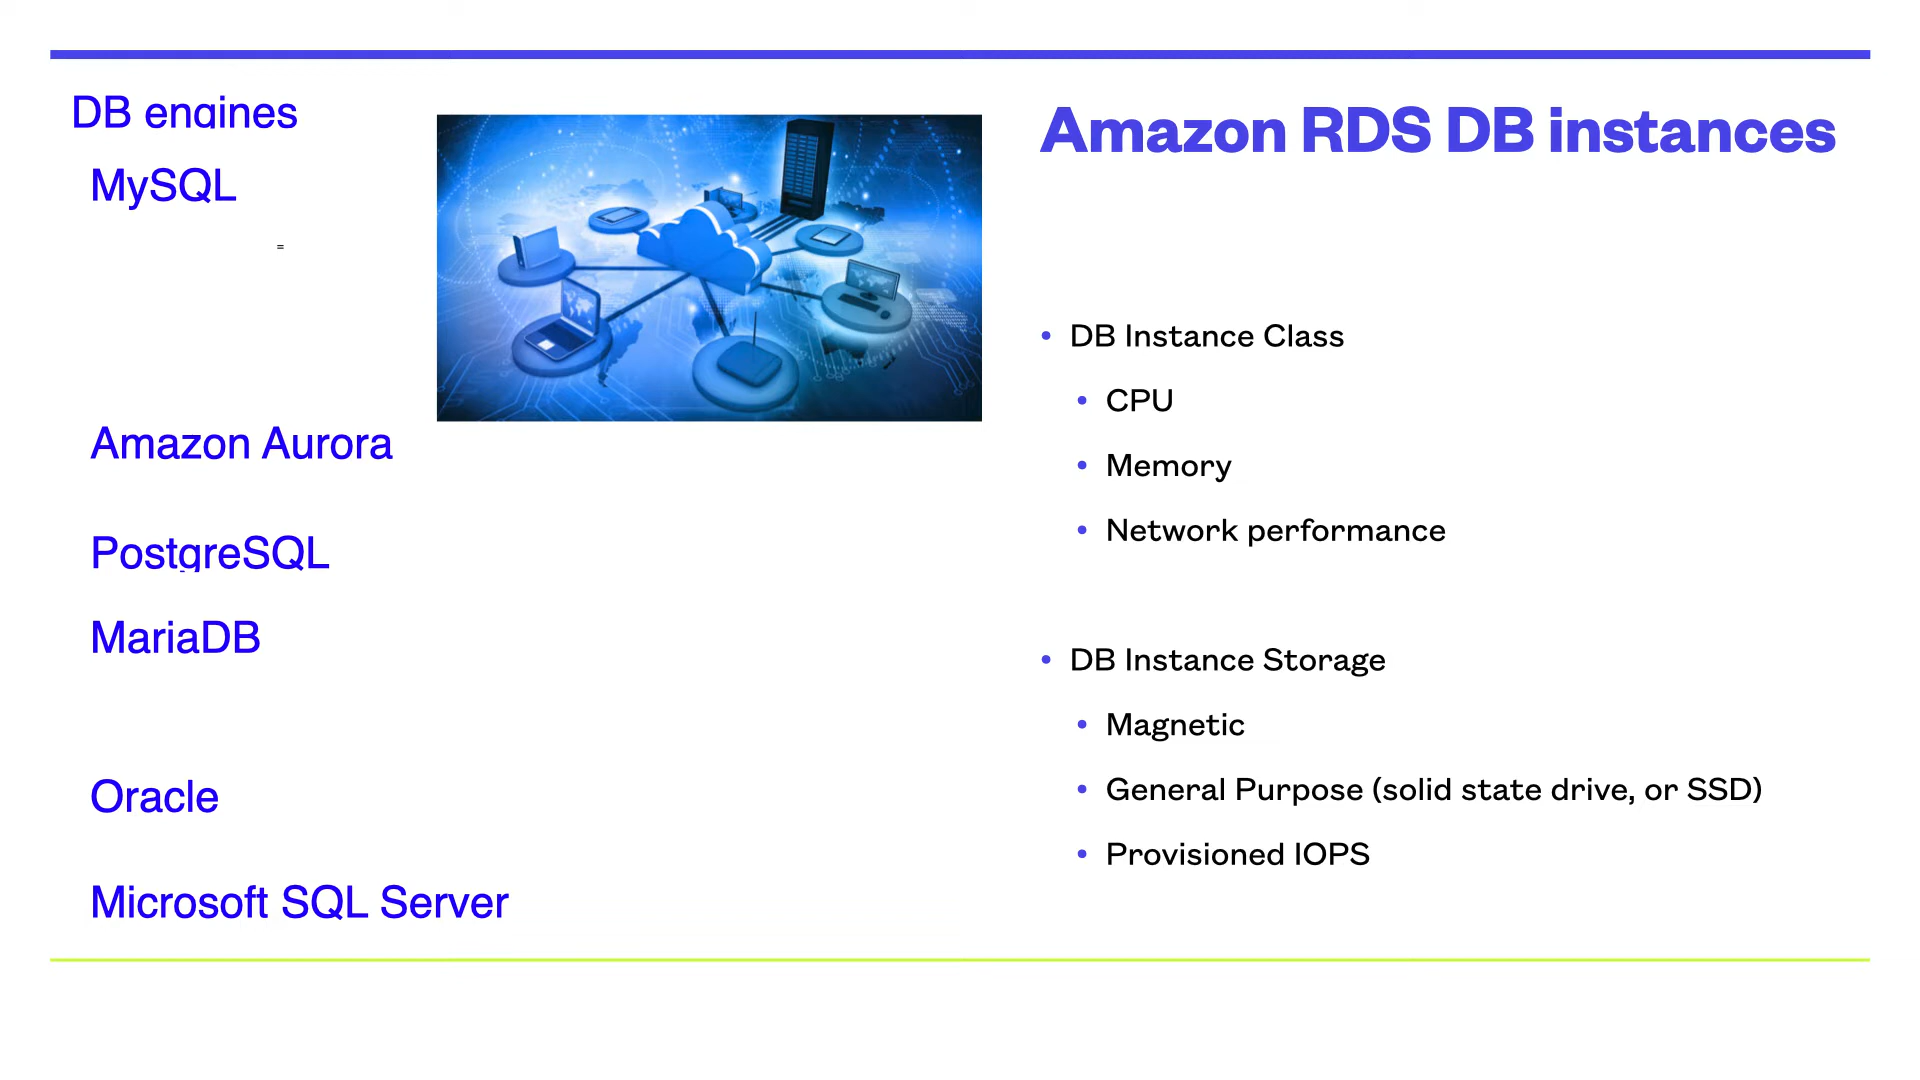 DB engines
MySQL
=
Amazon Aurora
PostgreSQL
MariaDB
Oracle
Microsoft SQL Server
Amazon RDS DB instances
• DB Instance Class
• CPU
• Memory
• Network performance
• DB Instance Storage
• Magnetic
• General Purpose (solid state drive, or SSD)
• Provisioned IOPS